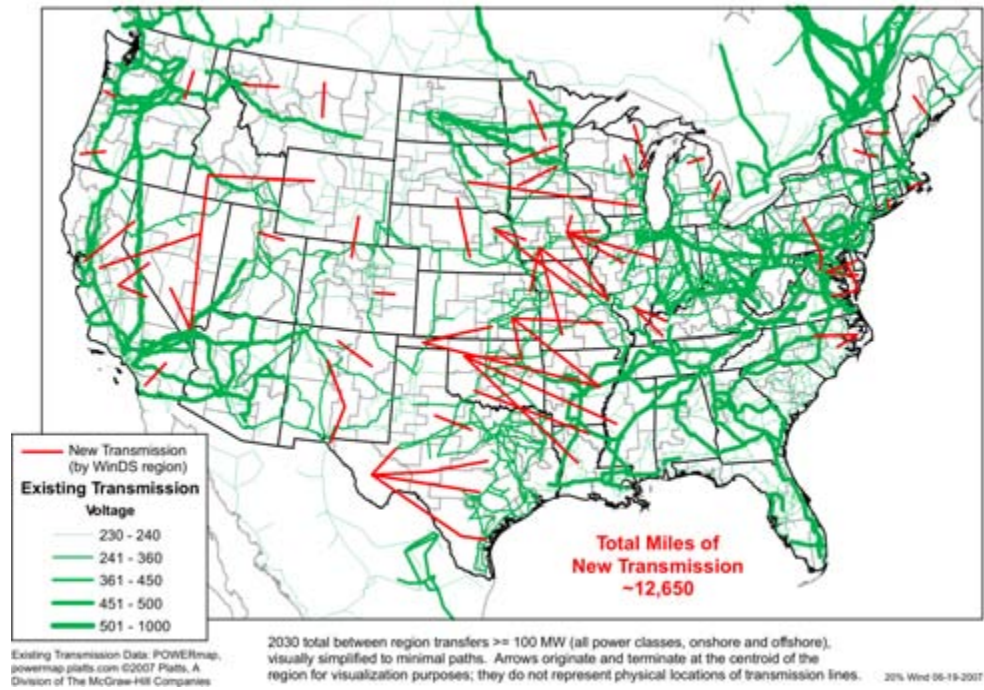 New Transmission
(by WinDS region)
Existing Transmission
Voltage
230 - 240
241 - 360
361 - 450
451 - 500
501 - 1000
Total Miles of
New Transmission
~12,650
Existing Transmission Data: POWERmap,
powermap.platts.com ©2007 Platts, A
Division of The McGraw-Hill Companies
2030 total between region transfers >= 100 MW (all power classes, onshore and offshore),
visually simplified to minimal paths. Arrows originate and terminate at the centroid of the
region for visualization purposes; they do not represent physical locations of transmission lines.
20% Wind 06-19-2007